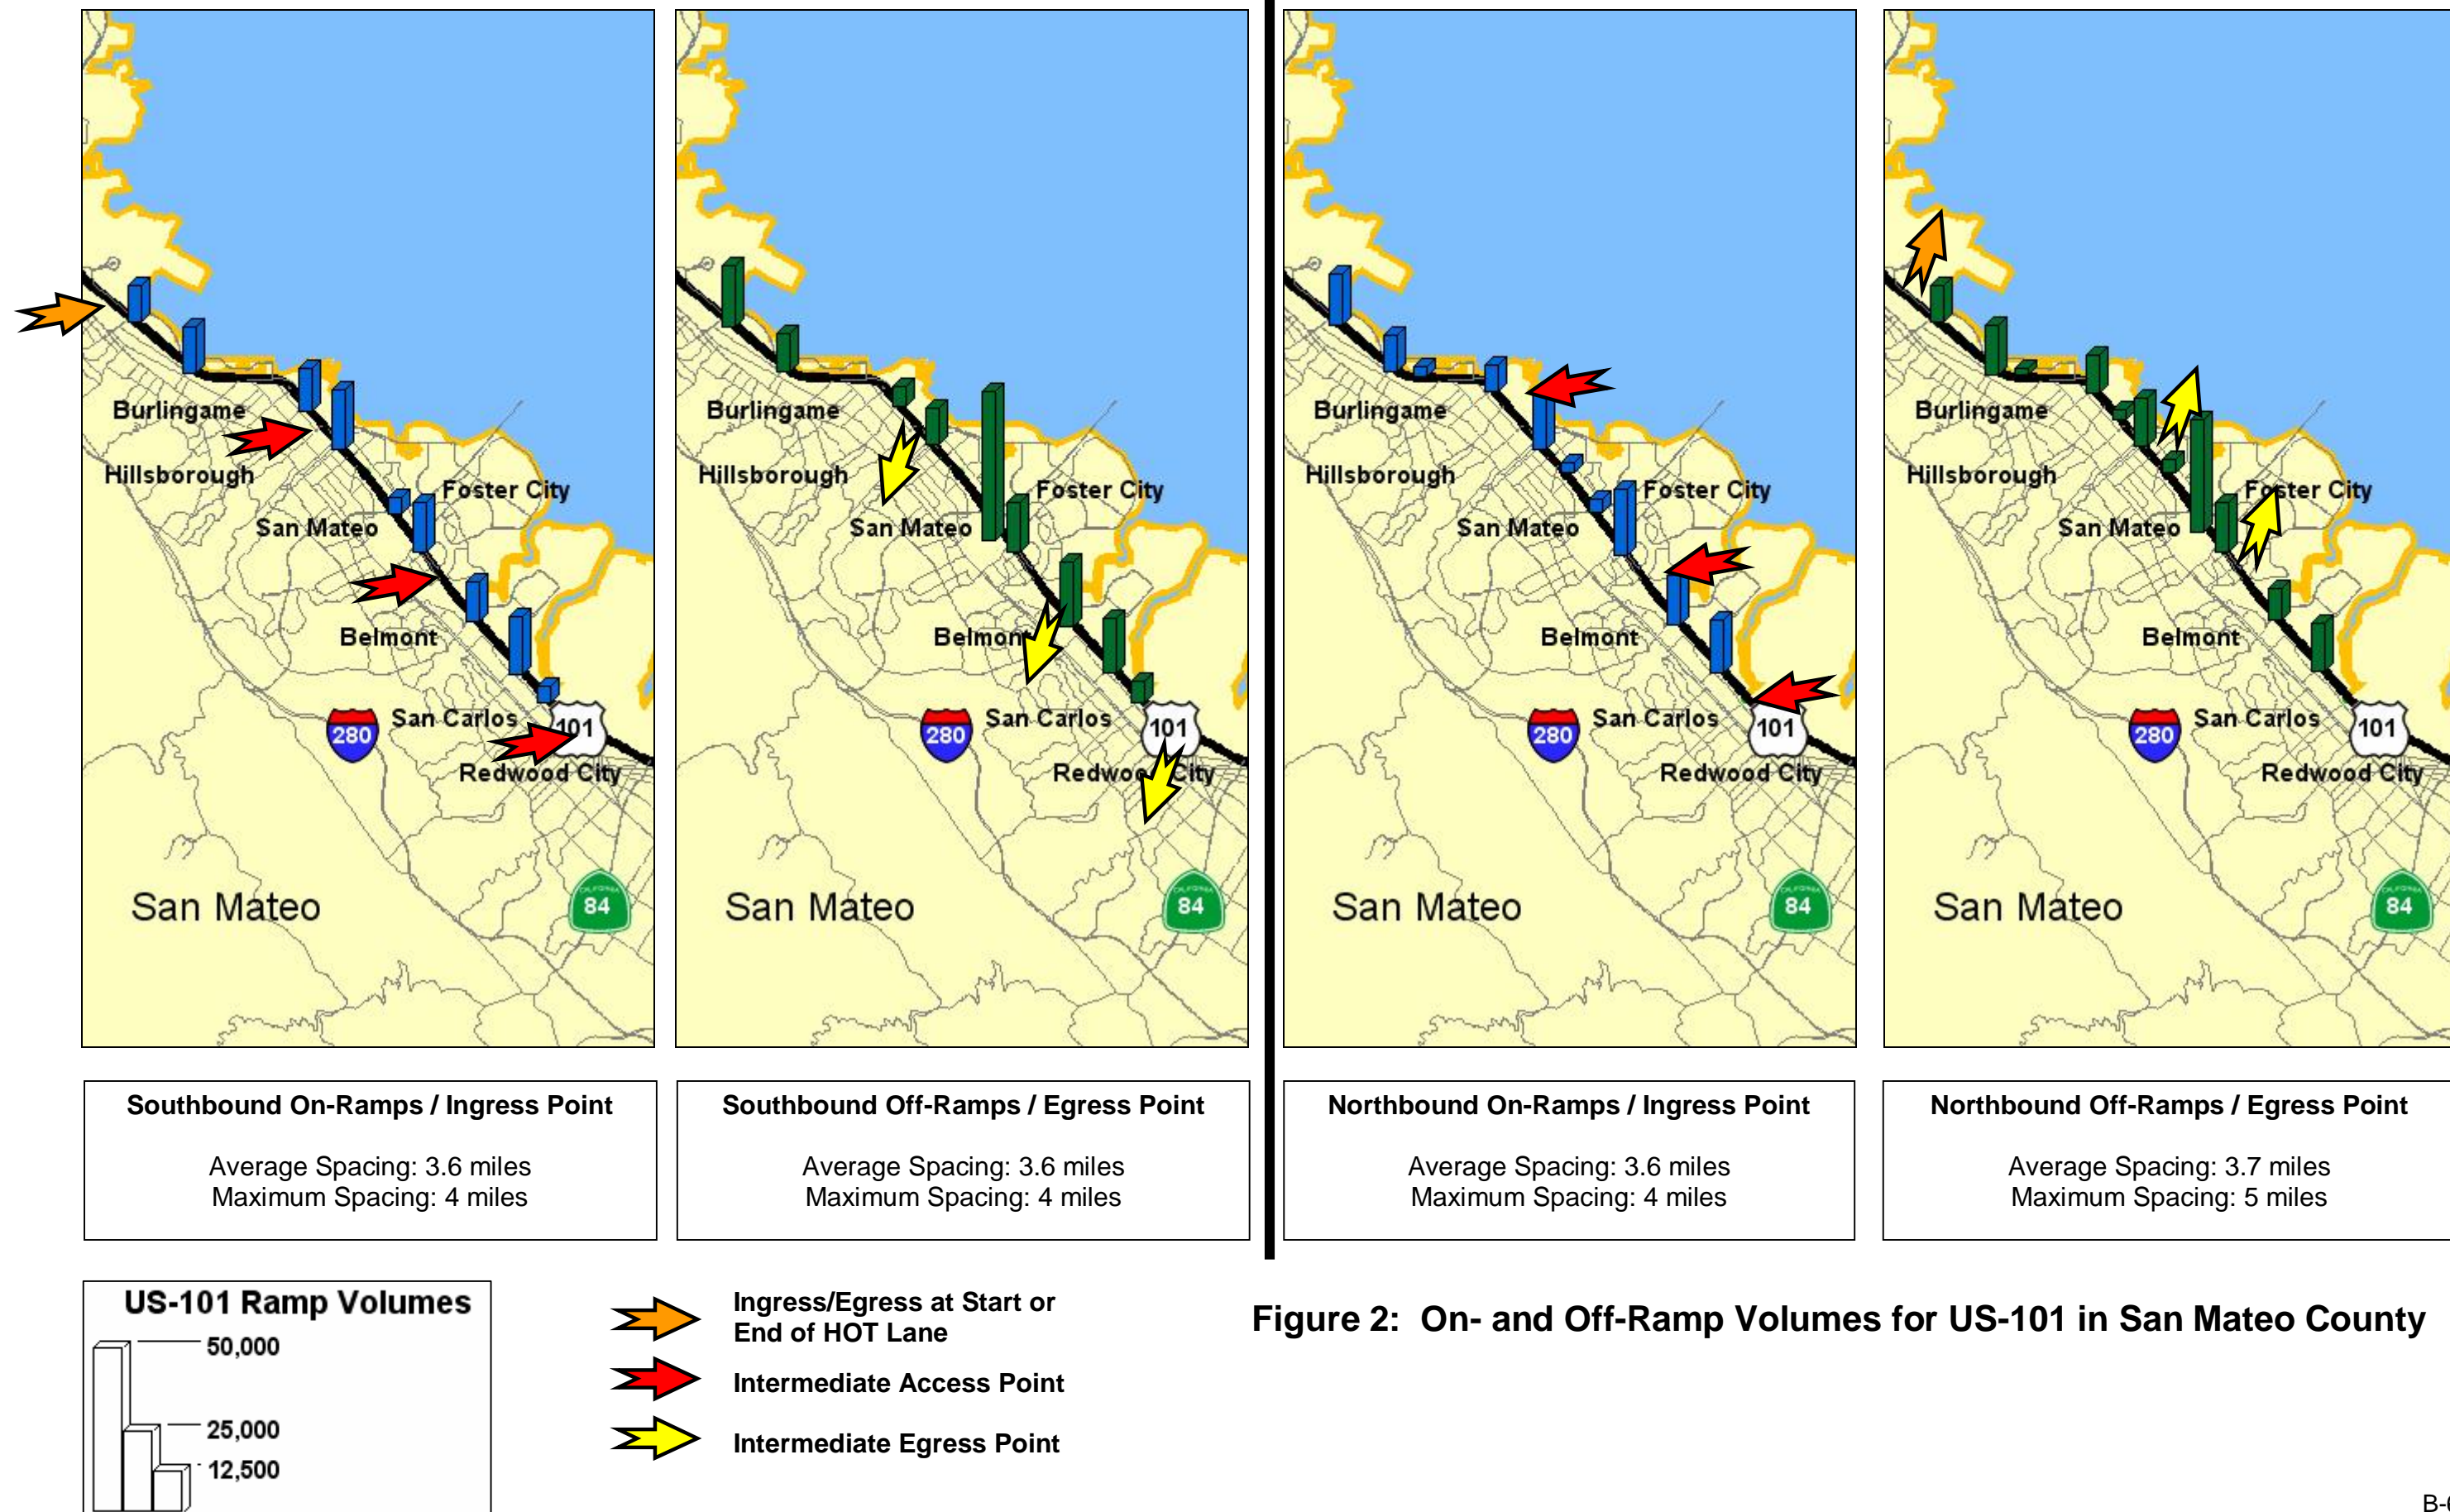 Burlingame
Hillsborough
Foster City
San Mateo
Belmont
San Carlos
280
101
Redwood City
San Mateo
CALIFORNIA
84
Burlingame
Hillsborough
Foster City
San Mateo
Belmont
San Carlos
280
101
Redwood City
San Mateo
CALIFORNIA
84
Burlingame
Hillsborough
Foster City
San Mateo
Belmont
San Carlos
280
101
Redwood City
San Mateo
CALIFORNIA
84
Burlingame
Hillsborough
Foster City
San Mateo
Belmont
San Carlos
280
101
Redwood City
San Mateo
CALIFORNIA
84
Southbound On-Ramps / Ingress Point
Average Spacing: 3.6 miles
Maximum Spacing: 4 miles
Southbound Off-Ramps / Egress Point
Average Spacing: 3.6 miles
Maximum Spacing: 4 miles
Northbound On-Ramps / Ingress Point
Average Spacing: 3.6 miles
Maximum Spacing: 4 miles
Northbound Off-Ramps / Egress Point
Average Spacing: 3.7 miles
Maximum Spacing: 5 miles
US-101 Ramp Volumes
50,000
25,000
12,500
Ingress/Egress at Start or
End of HOT Lane
Intermediate Access Point
Intermediate Egress Point
Figure 2: On- and Off-Ramp Volumes for US-101 in San Mateo County